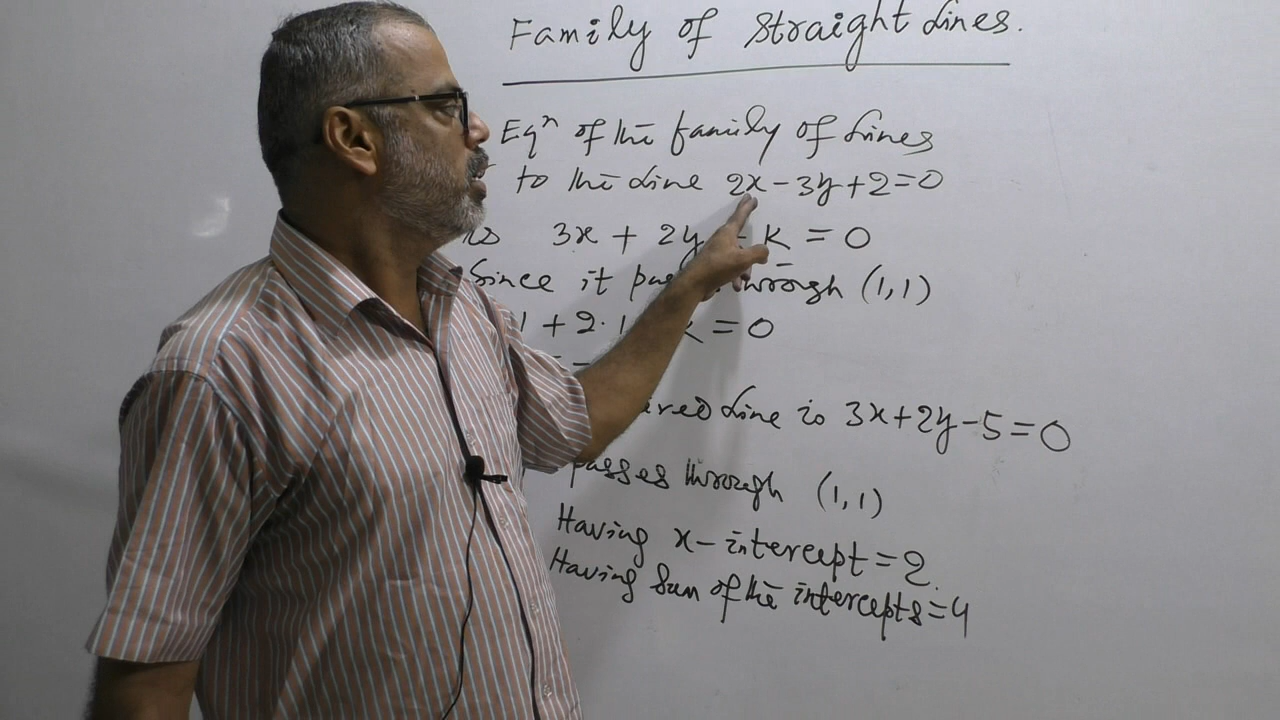 Family of Straight Lines.
Eqⁿ of the family of Lines
to the Line 2x-3y+2=0
is 3x + 2y + k = 0
Since it through (1,1)
1 + 2·1 k = 0
Line is 3x+2y-5=0
passes through (1,1)
Having x-intercept=2.
Having Sum of the intercepts=4